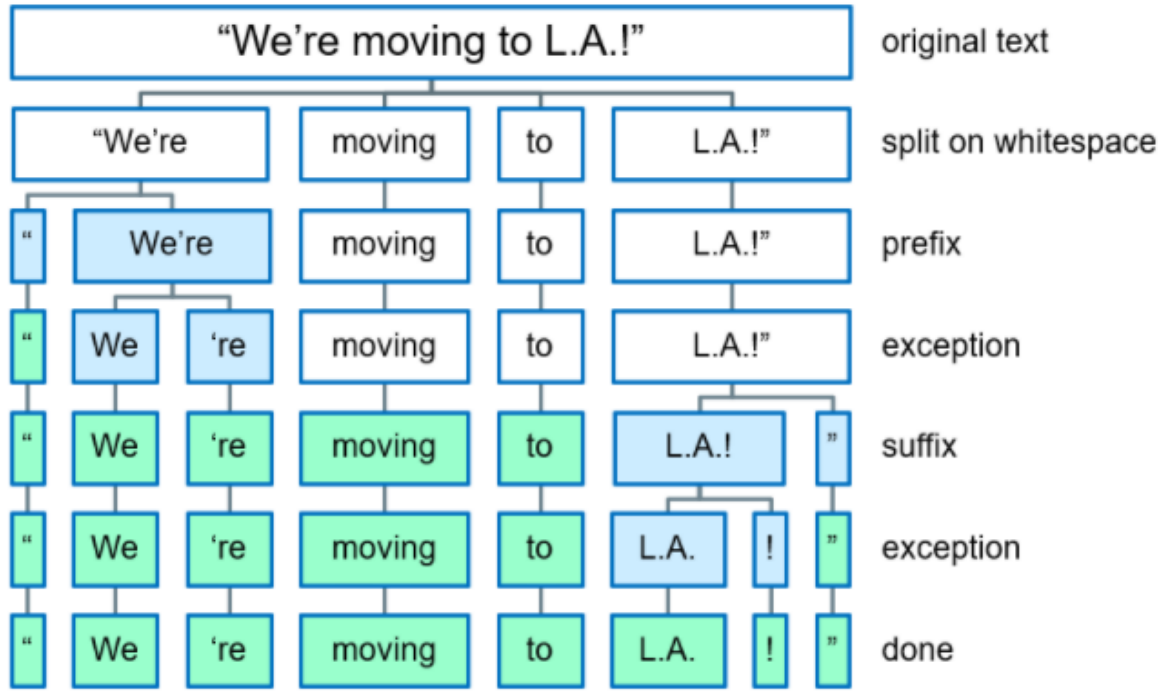 “We’re moving to L.A.!” original text
“We’re moving to L.A.!” split on whitespace
“ We’re moving to L.A.!” prefix
“ We ‘re moving to L.A.!” exception
“ We ‘re moving to L.A.! ” suffix
“ We ‘re moving to L.A. ! ” exception
“ We ‘re moving to L.A. ! ” done